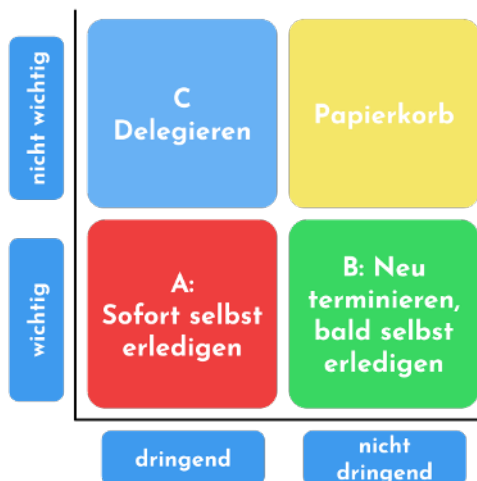 nicht wichtig
C
Delegieren
Papierkorb
wichtig
A:
Sofort selbst
erledigen
B: Neu
terminieren,
bald selbst
erledigen
dringend
nicht
dringend